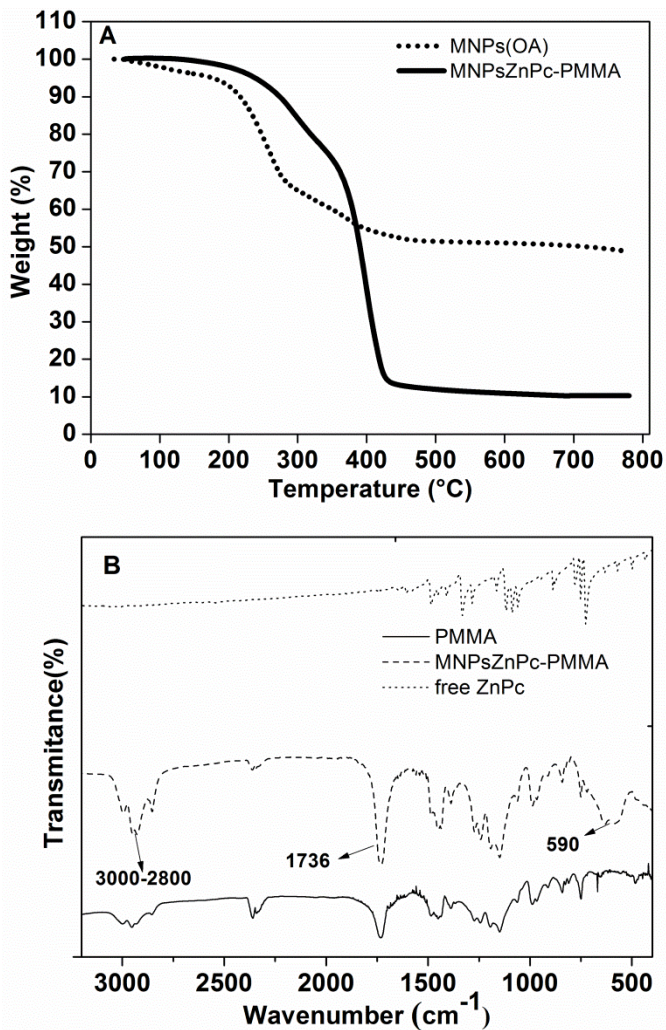 A
MNPs(OA)
MNPsZnPc-PMMA
Weight (%)
110
100
90
80
70
60
50
40
30
20
10
0
0 100 200 300 400 500 600 700 800
Temperature (°C)
B
PMMA
MNPsZnPc-PMMA
free ZnPc
Transmitance(%)
3000-2800
1736
590
3000 2500 2000 1500 1000 500
Wavenumber (cm-1)